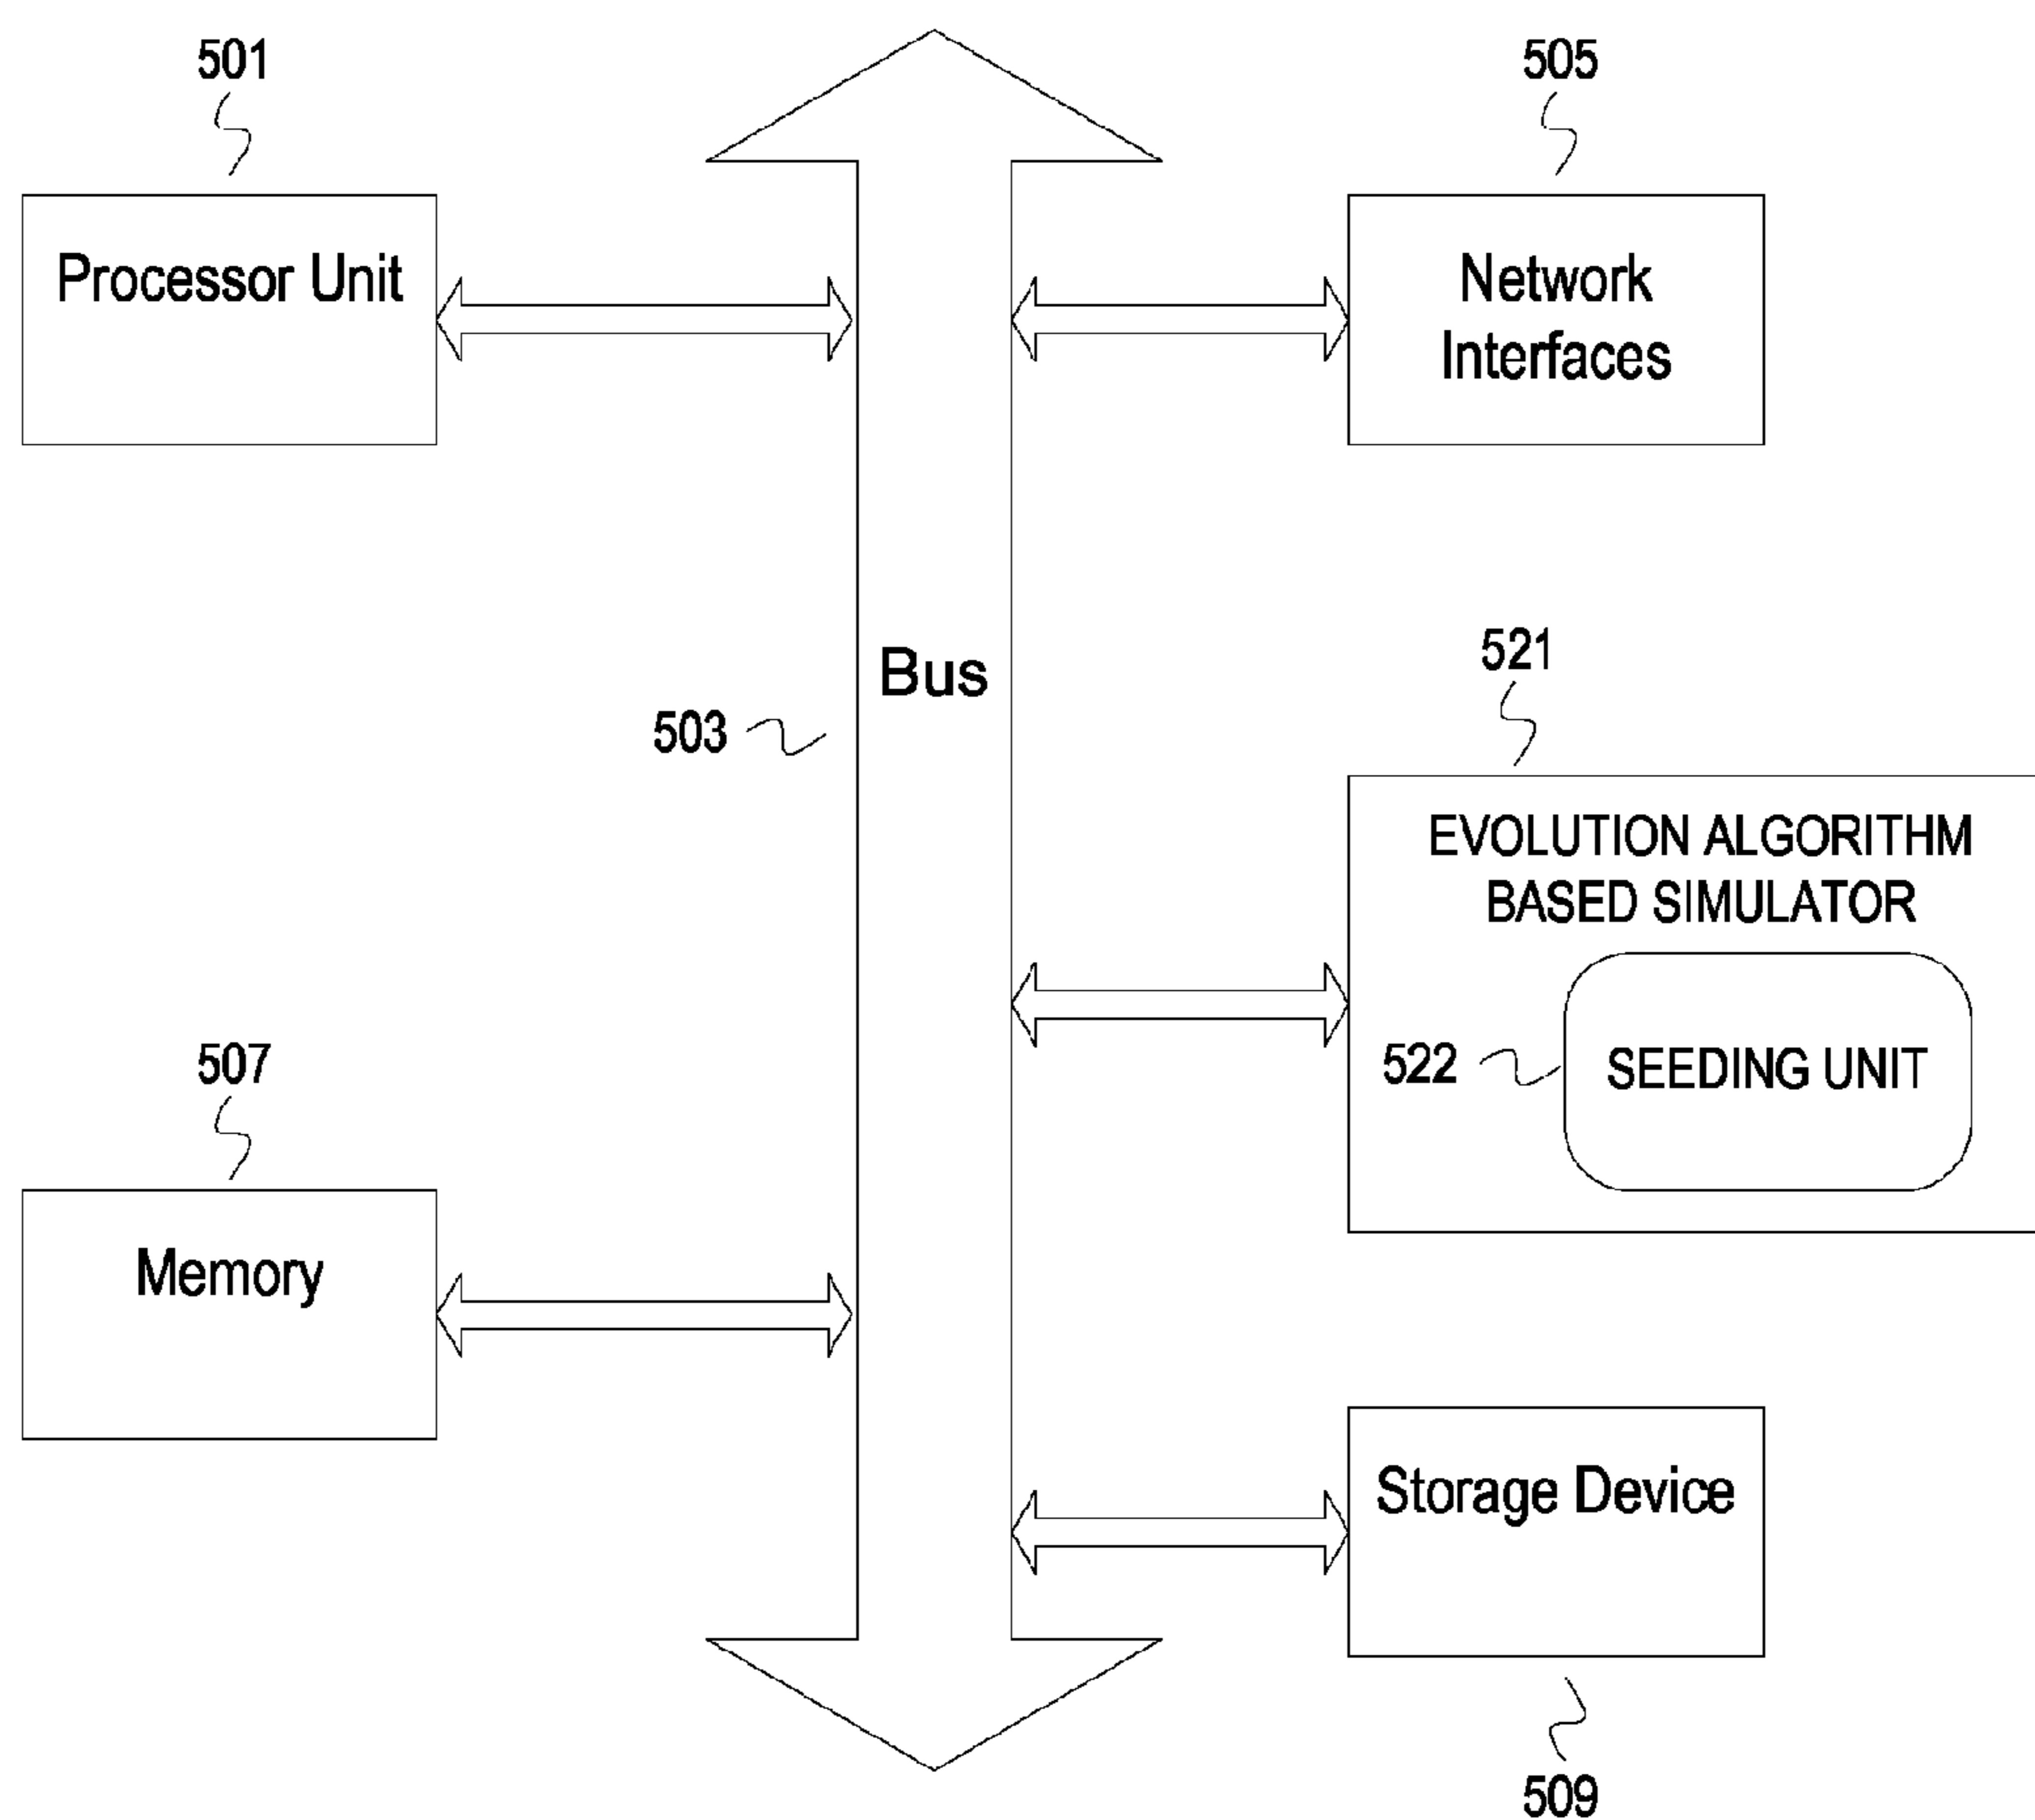 501
505
Processor Unit
Network
Interfaces
Bus
503
521
EVOLUTION ALGORITHM
BASED SIMULATOR
522
SEEDING UNIT
507
Memory
Storage Device
509